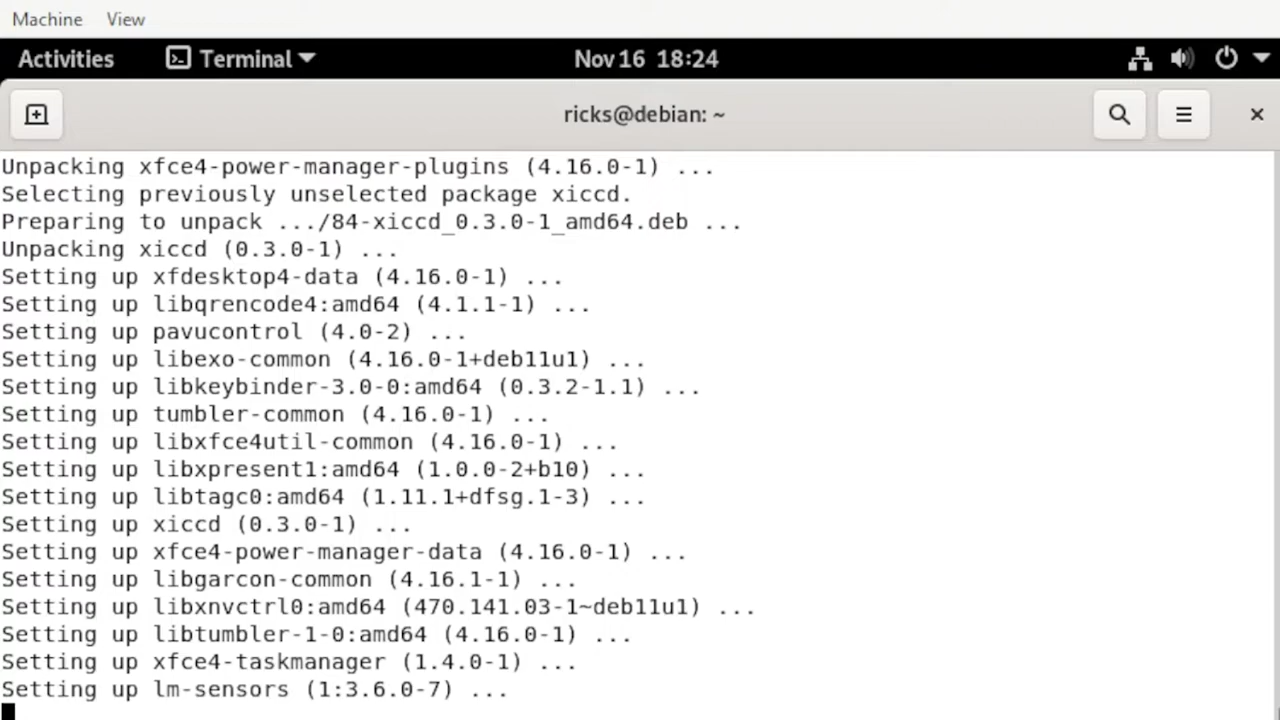 Machine View
Activities Terminal Nov 16 18:24
ricks@debian: ~
Unpacking xfce4-power-manager-plugins (4.16.0-1) ...
Selecting previously unselected package xiccd.
Preparing to unpack .../84-xiccd_0.3.0-1_amd64.deb ...
Unpacking xiccd (0.3.0-1) ...
Setting up xfdesktop4-data (4.16.0-1) ...
Setting up libqrencode4:amd64 (4.1.1-1) ...
Setting up pavucontrol (4.0-2) ...
Setting up libexo-common (4.16.0-1+deb11u1) ...
Setting up libkeybinder-3.0-0:amd64 (0.3.2-1.1) ...
Setting up tumbler-common (4.16.0-1) ...
Setting up libxfce4util-common (4.16.0-1) ...
Setting up libxpresent1:amd64 (1.0.0-2+b10) ...
Setting up libtagc0:amd64 (1.11.1+dfsg.1-3) ...
Setting up xiccd (0.3.0-1) ...
Setting up xfce4-power-manager-data (4.16.0-1) ...
Setting up libgarcon-common (4.16.1-1) ...
Setting up libxnvctrl0:amd64 (470.141.03-1~deb11u1) ...
Setting up libtumbler-1-0:amd64 (4.16.0-1) ...
Setting up xfce4-taskmanager (1.4.0-1) ...
Setting up lm-sensors (1:3.6.0-7) ...